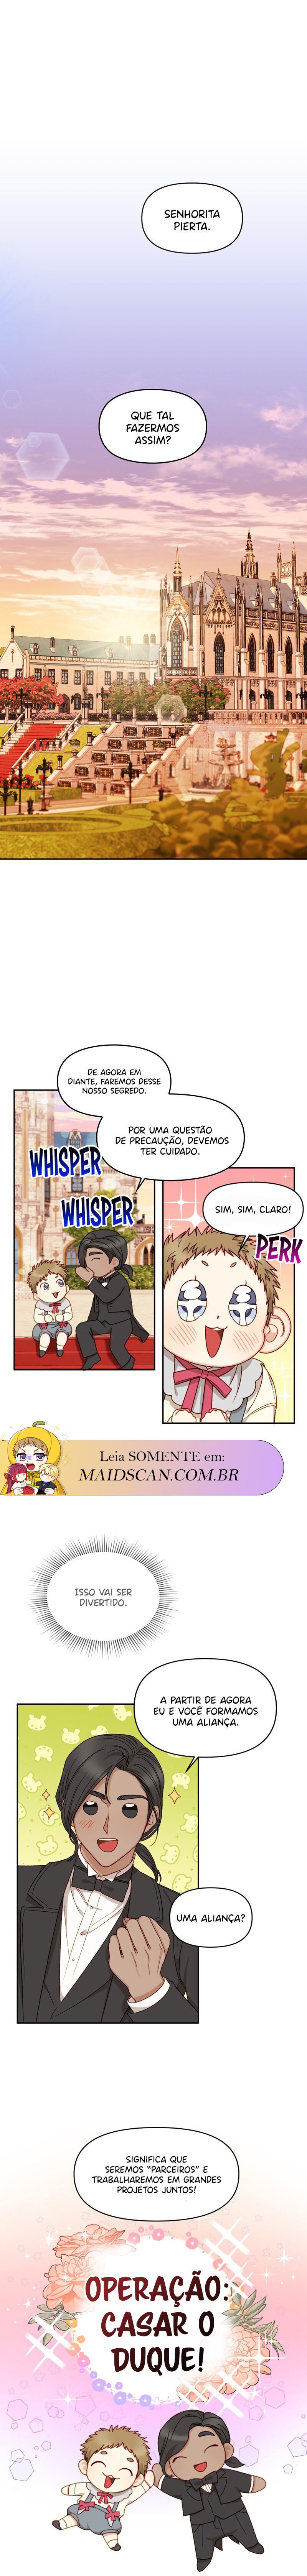 SENHORITA
PIERTA.
QUE TAL
FAZERMOS
ASSIM?
DE AGORA EM
DIANTE, FAREMOS DESSE
NOSSO SEGREDO.
POR UMA QUESTÃO
DE PRECAUÇÃO, DEVEMOS
TER CUIDADO.
WHISPER
WHISPER
SIM, SIM, CLARO!
PERK
Leia SOMENTE em:
MAIDSCAN.COM.BR
ISSO VAI SER
DIVERTIDO.
A PARTIR DE AGORA
EU E VOCÊ FORMAMOS
UMA ALIANÇA.
UMA ALIANÇA?
SIGNIFICA QUE
SEREMOS "PARCEIROS" E
TRABALHAREMOS EM GRANDES
PROJETOS JUNTOS!
OPERAÇÃO:
CASAR O
DUQUE!